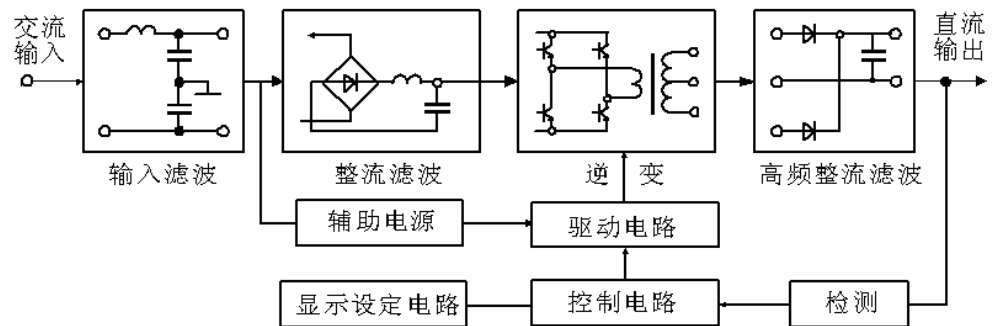 交流
输入
直流
输出
输入滤波
整流滤波
逆 变
高频整流滤波
辅助电源
驱动电路
显示设定电路
控制电路
检测